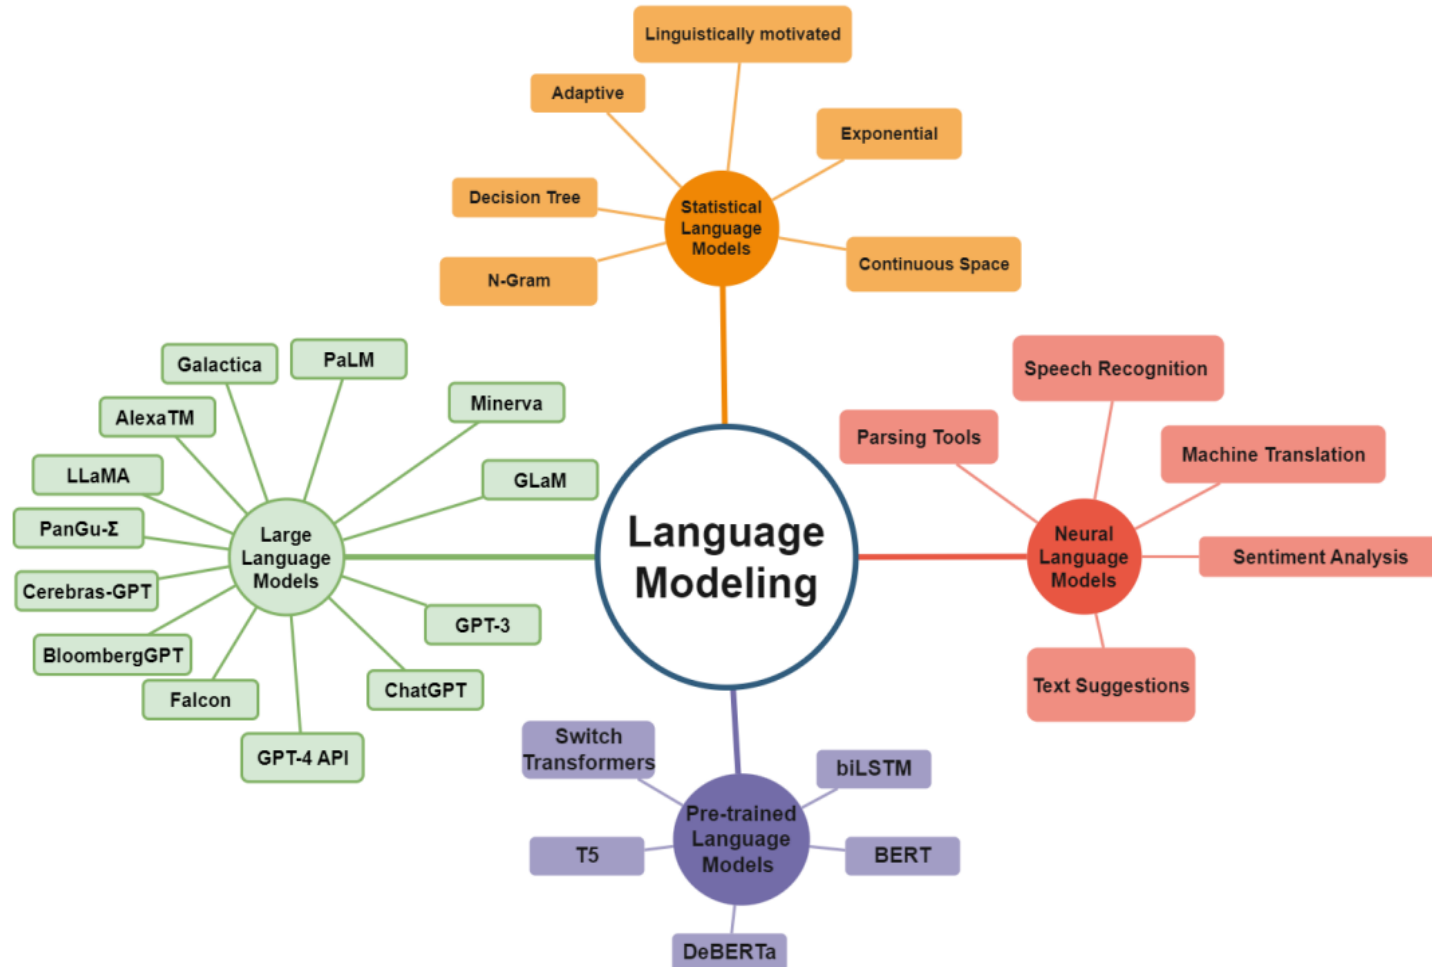 Linguistically motivated
Adaptive
Exponential
Decision Tree
Statistical
Language
Models
Continuous Space
N-Gram
Galactica
PaLM
Minerva
AlexaTM
GLaM
LLaMA
PanGu-Σ
Large
Language
Models
Cerebras-GPT
GPT-3
BloombergGPT
ChatGPT
Falcon
GPT-4 API
Language
Modeling
Speech Recognition
Parsing Tools
Machine Translation
Neural
Language
Models
Sentiment Analysis
Text Suggestions
Switch
Transformers
biLSTM
Pre-trained
Language
Models
T5
BERT
DeBERTa